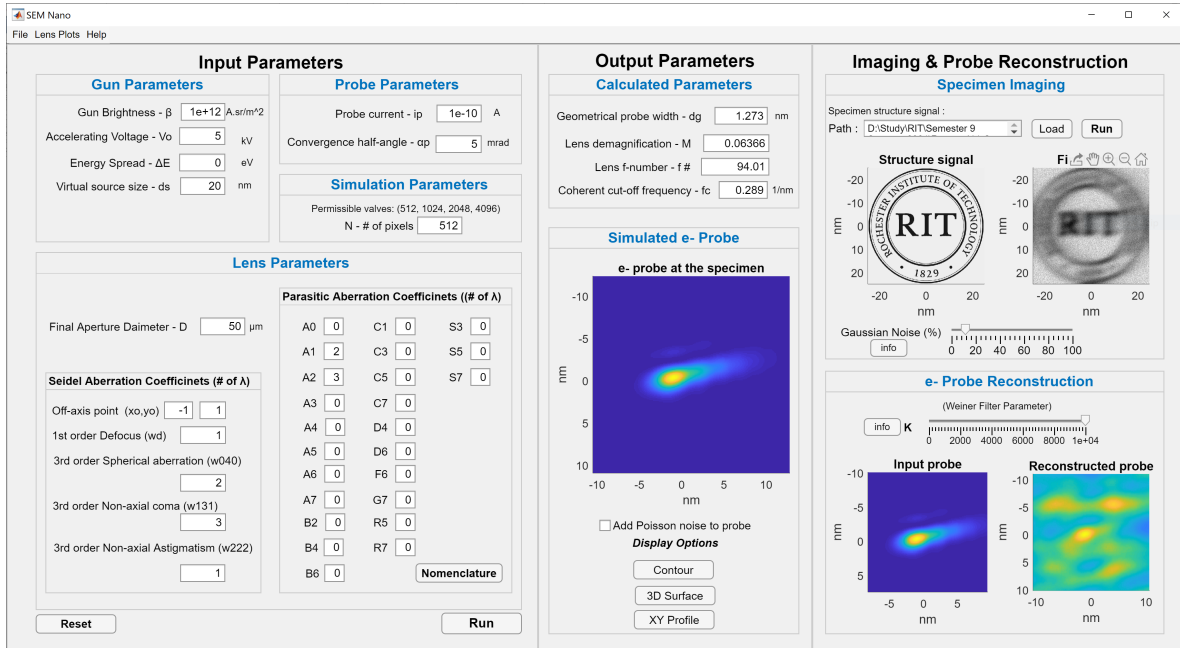 SEM Nano
File Lens Plots Help
Input Parameters
Gun Parameters
Gun Brightness - β 1e+12 A.sr/m^2
Accelerating Voltage - Vo 5 kV
Energy Spread - ΔE 0 eV
Virtual source size - ds 20 nm
Probe Parameters
Probe current - ip 1e-10 A
Convergence half-angle - αp 5 mrad
Simulation Parameters
Permissible valves: (512, 1024, 2048, 4096)
N - # of pixels 512
Lens Parameters
Final Aperture Daimeter - D 50 µm
Seidel Aberration Coefficinets (# of λ)
Off-axis point (xo,yo) -1 1
1st order Defocus (wd) 1
3rd order Spherical aberration (w040)
2
3rd order Non-axial coma (w131)
3
3rd order Non-axial Astigmatism (w222)
1
Parasitic Aberration Coefficinets ((# of λ)
A0 0 C1 0 S3 0
A1 2 C3 0 S5 0
A2 3 C5 0 S7 0
A3 0 C7 0
A4 0 D4 0
A5 0 D6 0
A6 0 F6 0
A7 0 G7 0
B2 0 R5 0
B4 0 R7 0
B6 0 Nomenclature
Reset Run
Output Parameters
Calculated Parameters
Geometrical probe width - dg 1.273 nm
Lens demagnification - M 0.06366
Lens f-number - f # 94.01
Coherent cut-off frequency - fc 0.289 1/nm
Simulated e- Probe
e- probe at the specimen
-10
-5
0
5
10
nm
-10 -5 0 5 10
nm
Add Poisson noise to probe
Display Options
Contour
3D Surface
XY Profile
Imaging & Probe Reconstruction
Specimen Imaging
Specimen structure signal :
Path : D:\Study\RIT\Semester 9 Load Run
Structure signal
-20
-10
0
10
20
nm
ROCHESTER INSTITUTE OF TECHNOLOGY
RIT
· 1829 ·
-20 0 20
nm
Fi
-20
-10
0
10
20
nm
RIT
-20 0 20
nm
Gaussian Noise (%)
info
0 20 40 60 80 100
e- Probe Reconstruction
(Weiner Filter Parameter)
info K
0 2000 4000 6000 8000 1e+04
Input probe
-10
-5
0
5
nm
-5 0 5
nm
Reconstructed probe
-10
-5
0
5
10
nm
-10 0 10
nm